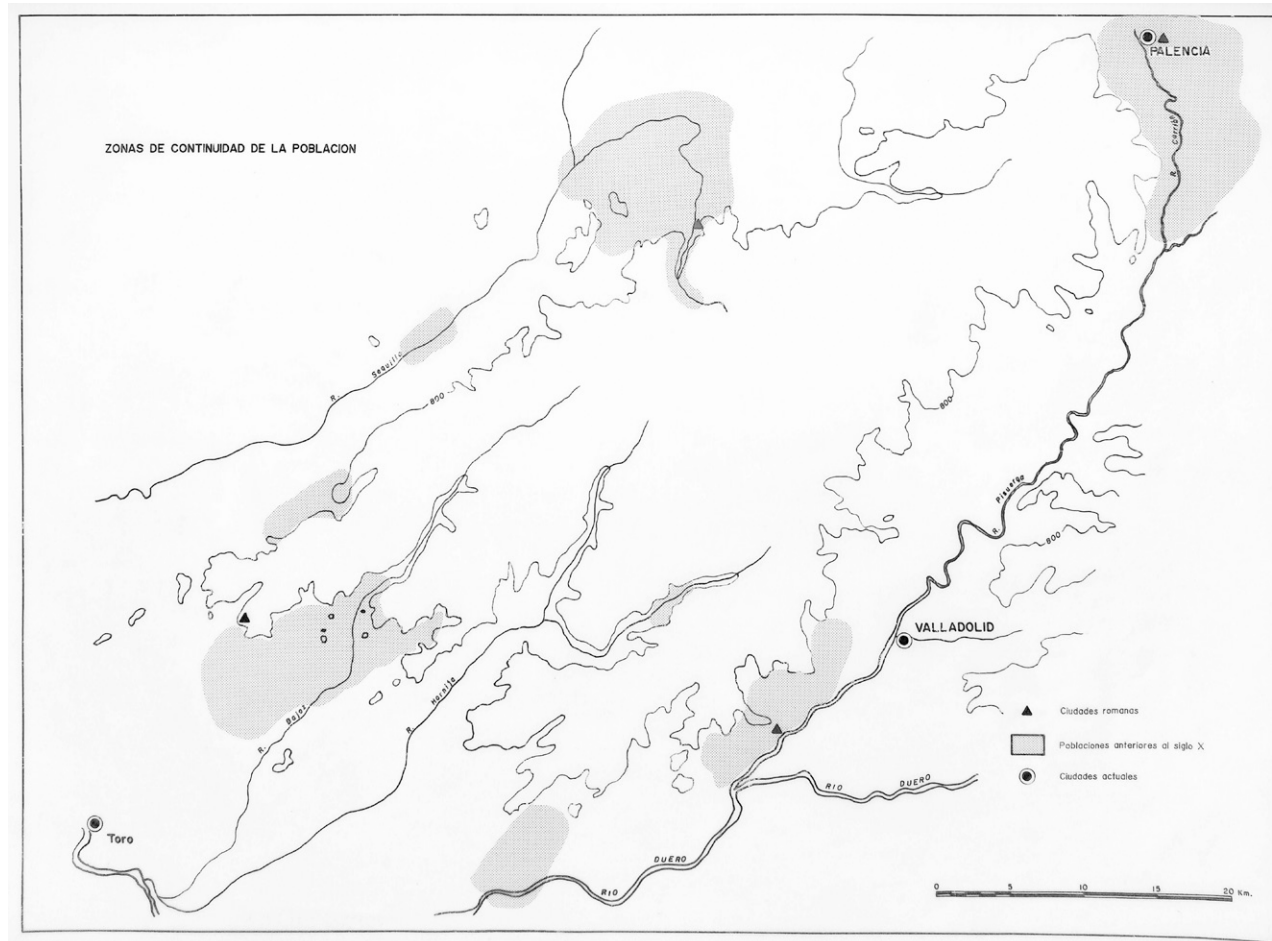 PALENCIA
ZONAS DE CONTINUIDAD DE LA POBLACION
R. Carrión
R. Sequillo
800
800
R. Pisuerga
800
VALLADOLID
R. Bajoz
R. Hornija
Ciudades romanas
Poblaciones anteriores al siglo X
Ciudades actuales
RIO DUERO
Toro
RIO DUERO
0 5 10 15 20 Km.